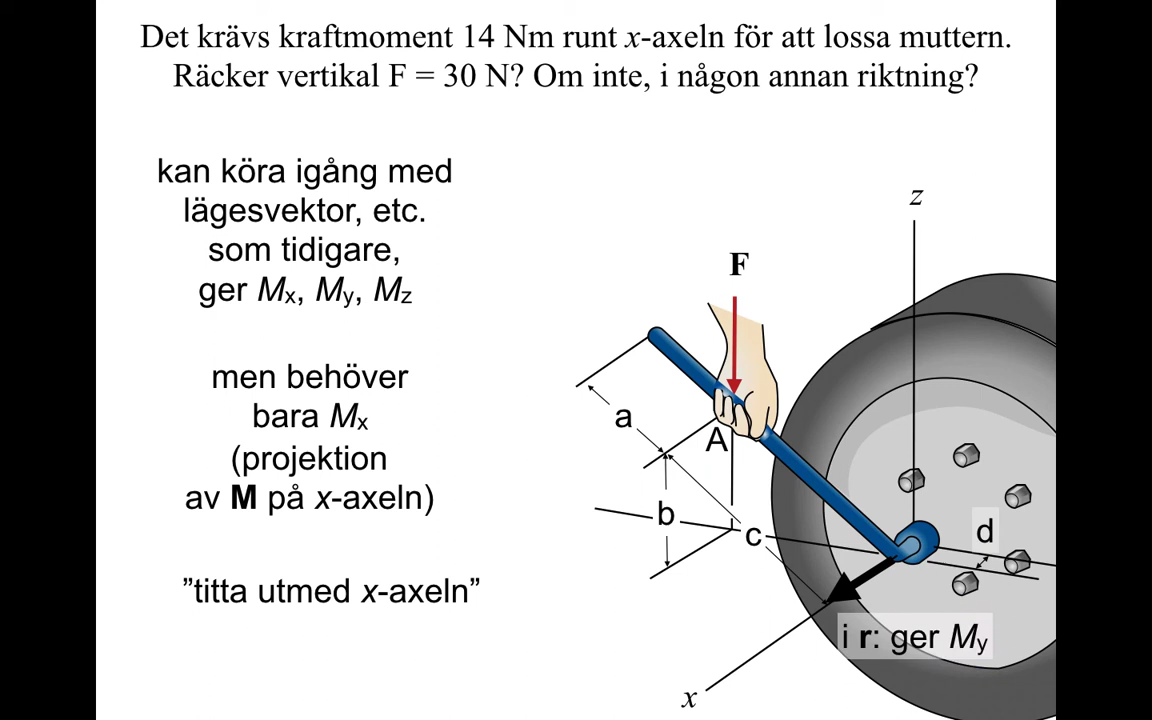 Det krävs kraftmoment 14 Nm runt x-axeln för att lossa muttern.
Räcker vertikal F = 30 N? Om inte, i någon annan riktning?
kan köra igång med
lägesvektor, etc.
som tidigare,
ger Mx, My, Mz
men behöver
bara Mx
(projektion
av M på x-axeln)
”titta utmed x-axeln”
z
F
a
A
b
c
d
i r: ger My
x